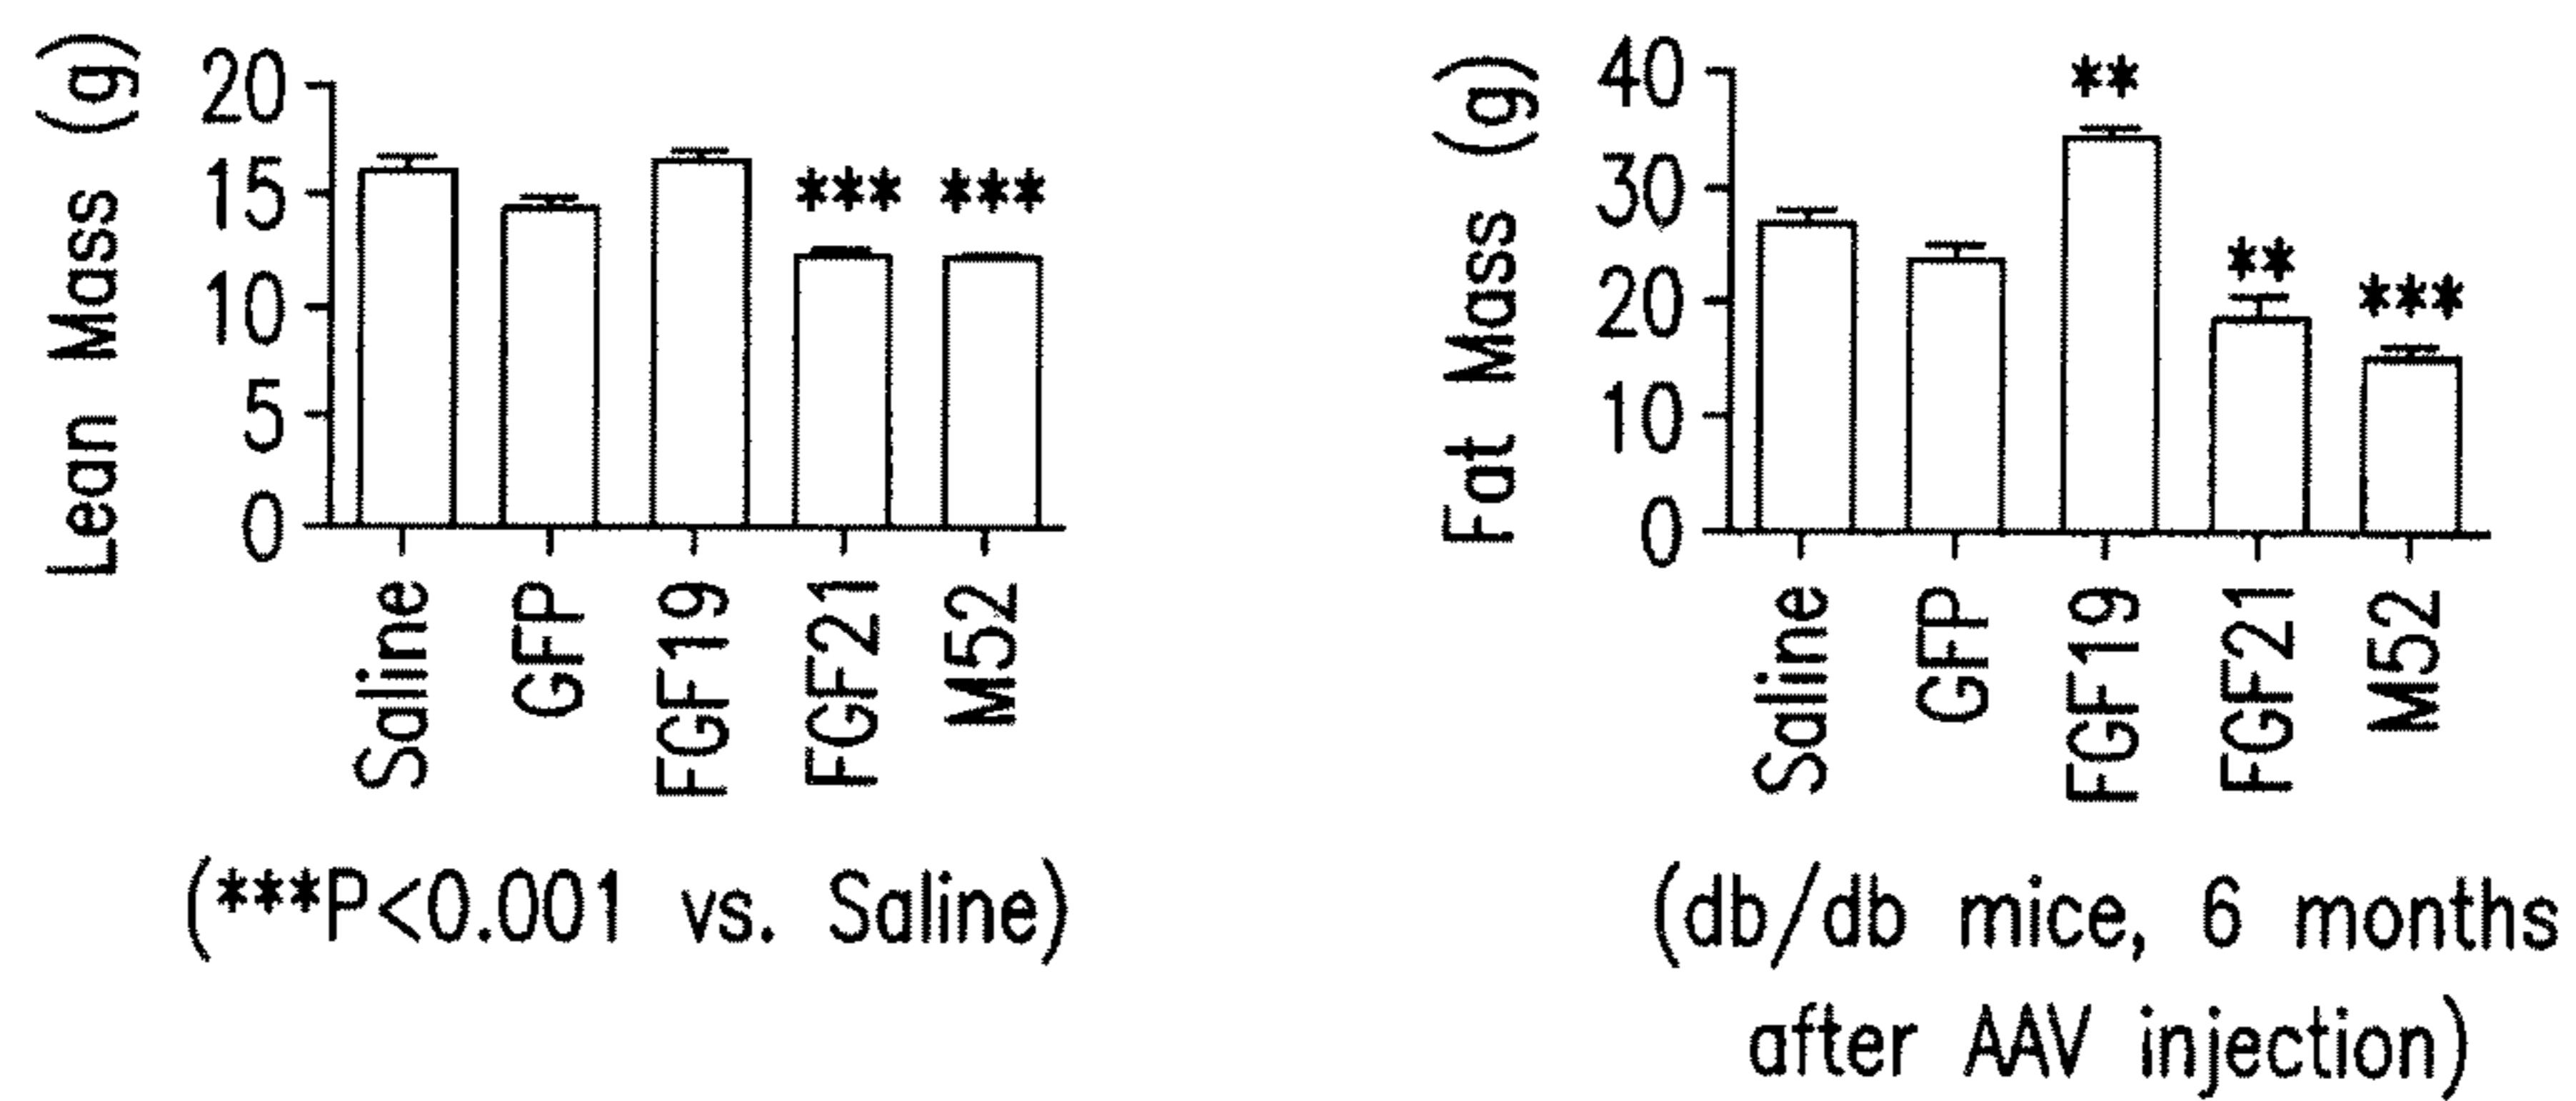 Lean Mass (g)
20
15
10
5
0
***
***
Saline
GFP
FGF19
FGF21
M52
(***P<0.001 vs. Saline)
Fat Mass (g)
40
30
20
10
0
**
**
***
Saline
GFP
FGF19
FGF21
M52
(db/db mice, 6 months
after AAV injection)